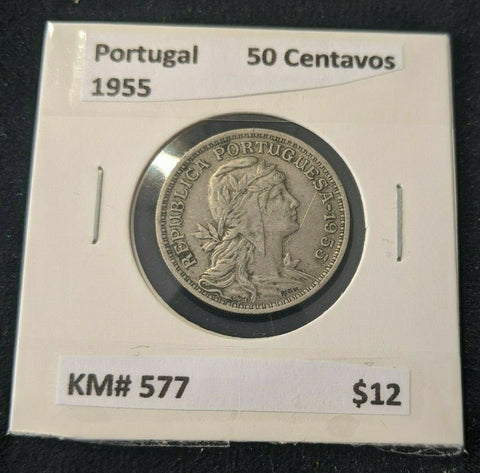 Portugal 50 Centavos
1955
REPUBLICA PORTUGUESA·1955
KM# 577 $12